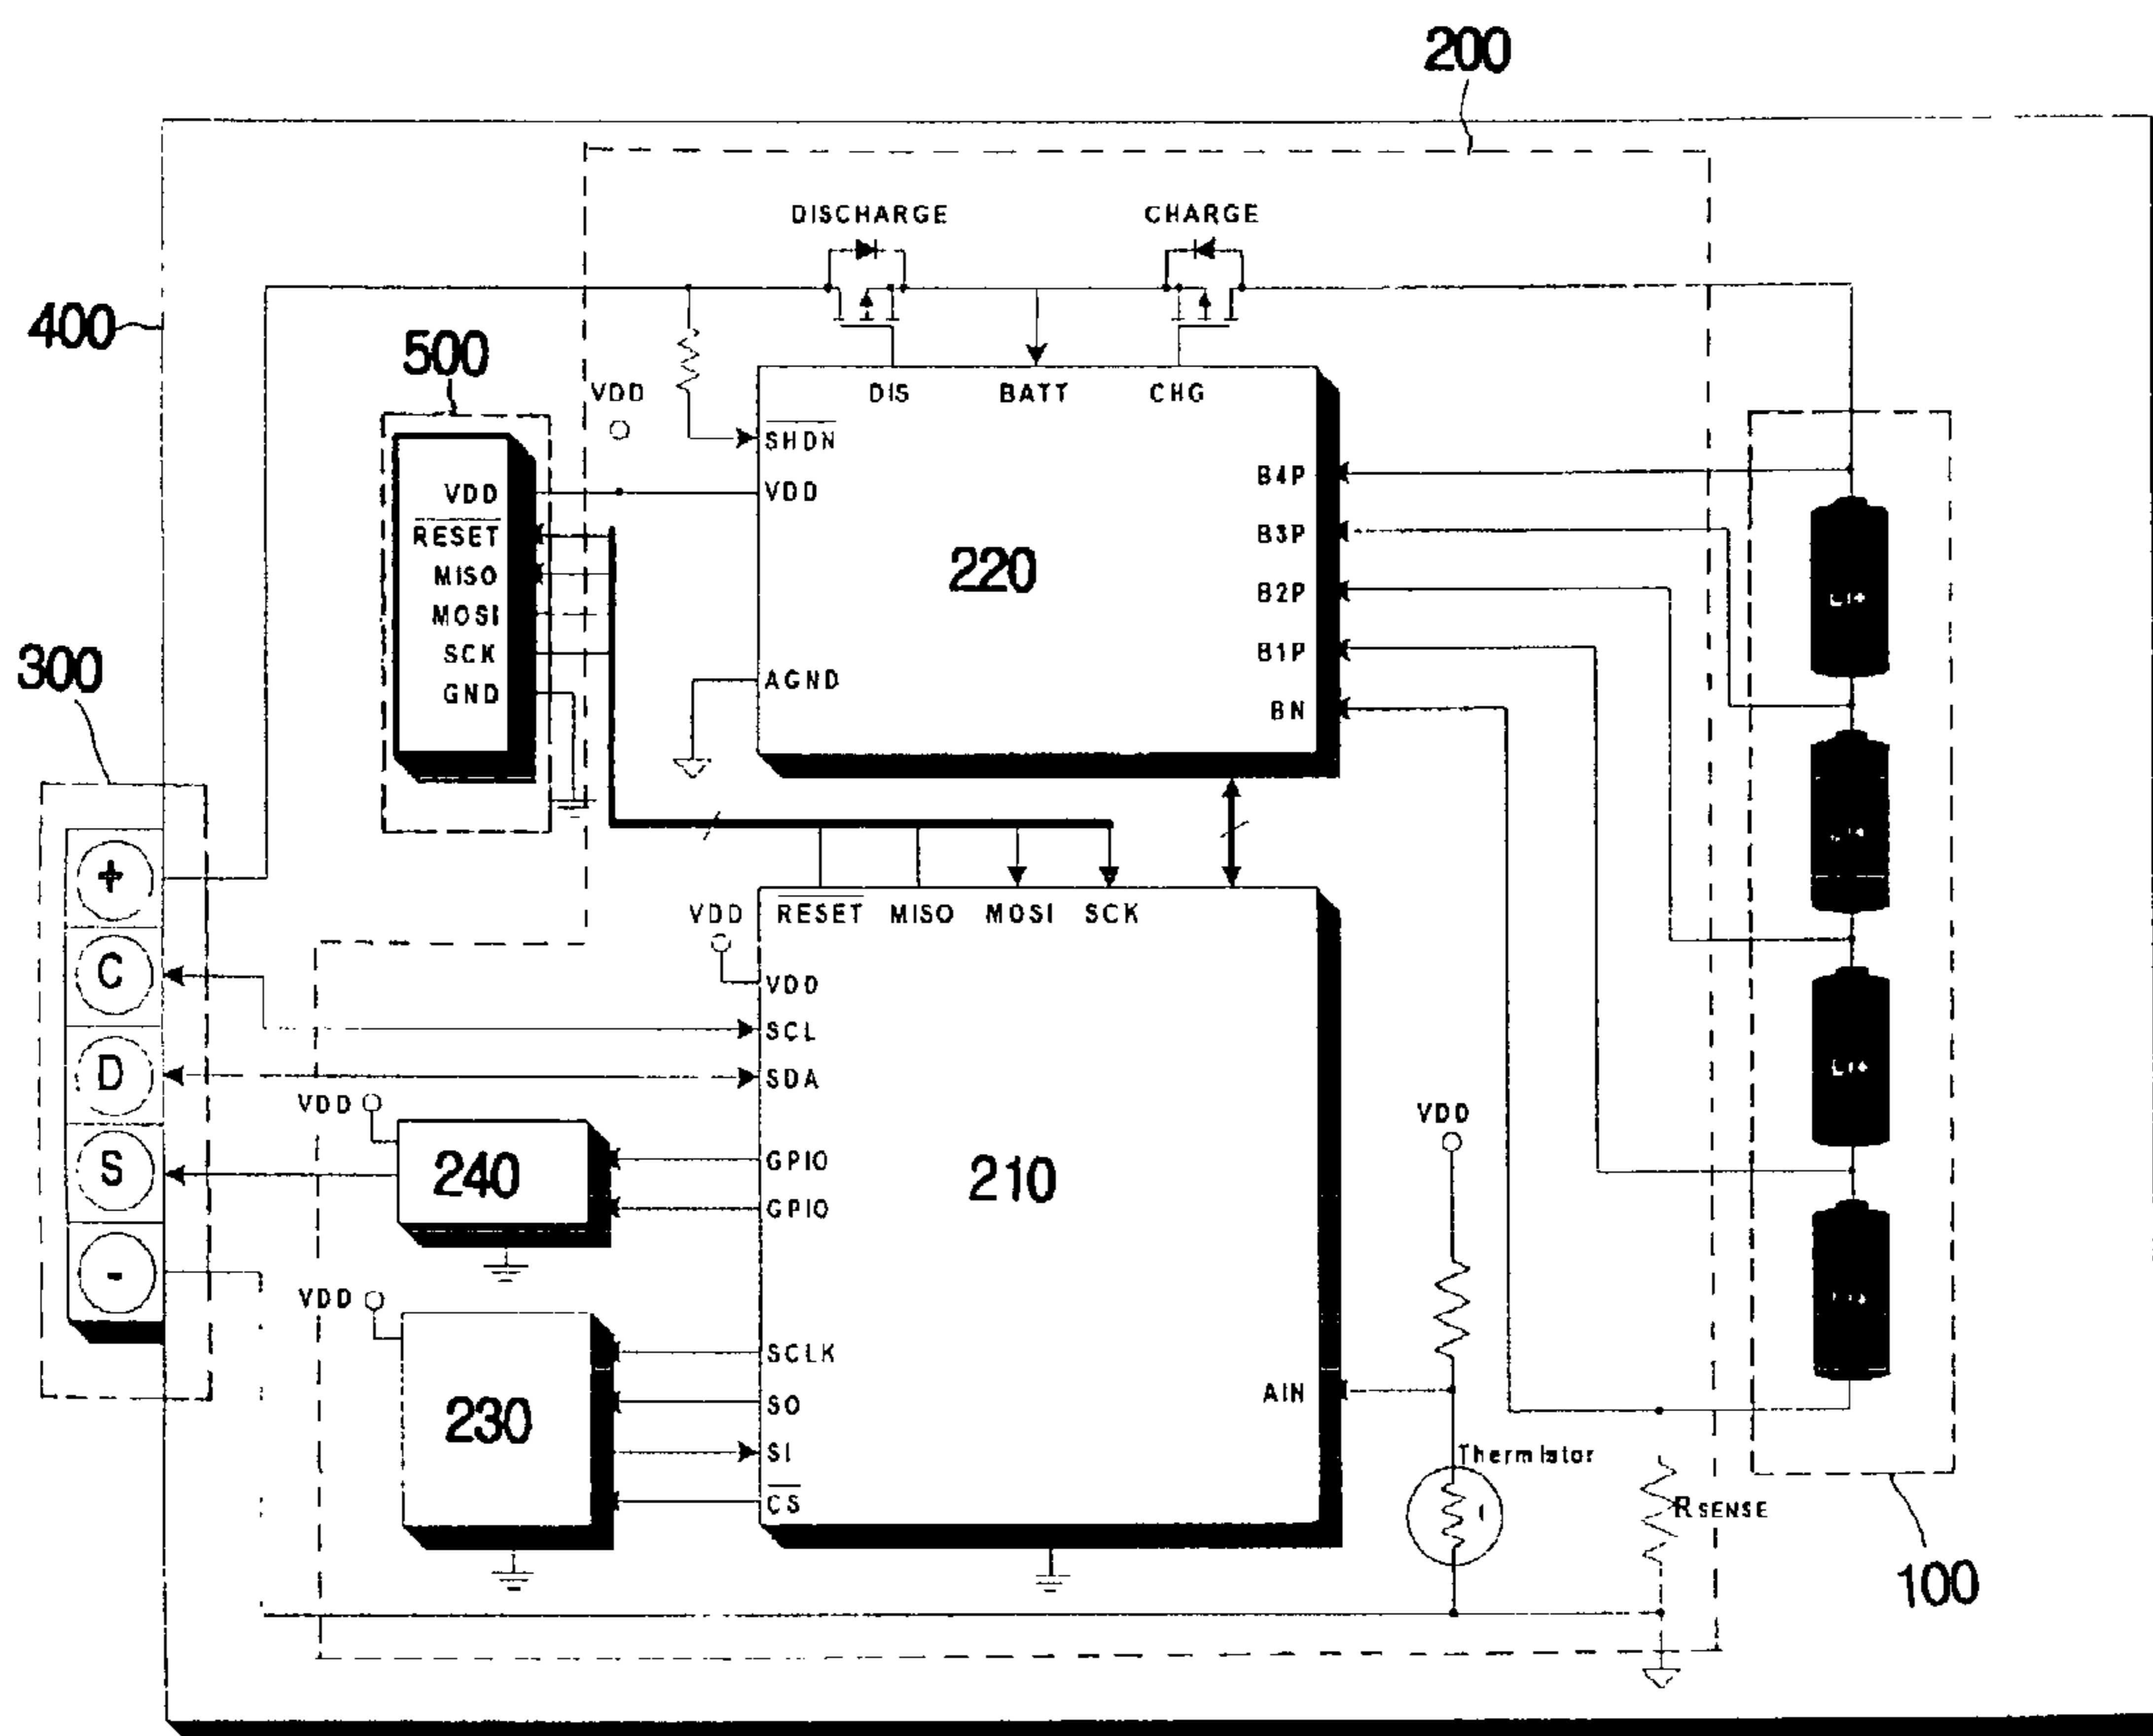 200
DISCHARGE CHARGE
400
500
VDD
DIS BATT CHG
SHDN
VDD
220
AGND
B4P
B3P
B2P
B1P
BN
VDD
RESET
MISO
MOSI
SCK
GND
300
+
C
D
S
-
RESET MISO MOSI SCK
VDD
VDD
SCL
SDA
GPIO
GPIO
210
SCLK
SO
SI
CS
AIN
VDD
240
VDD
230
VDD
Thermistor
t
RSENSE
Li+
Li+
100